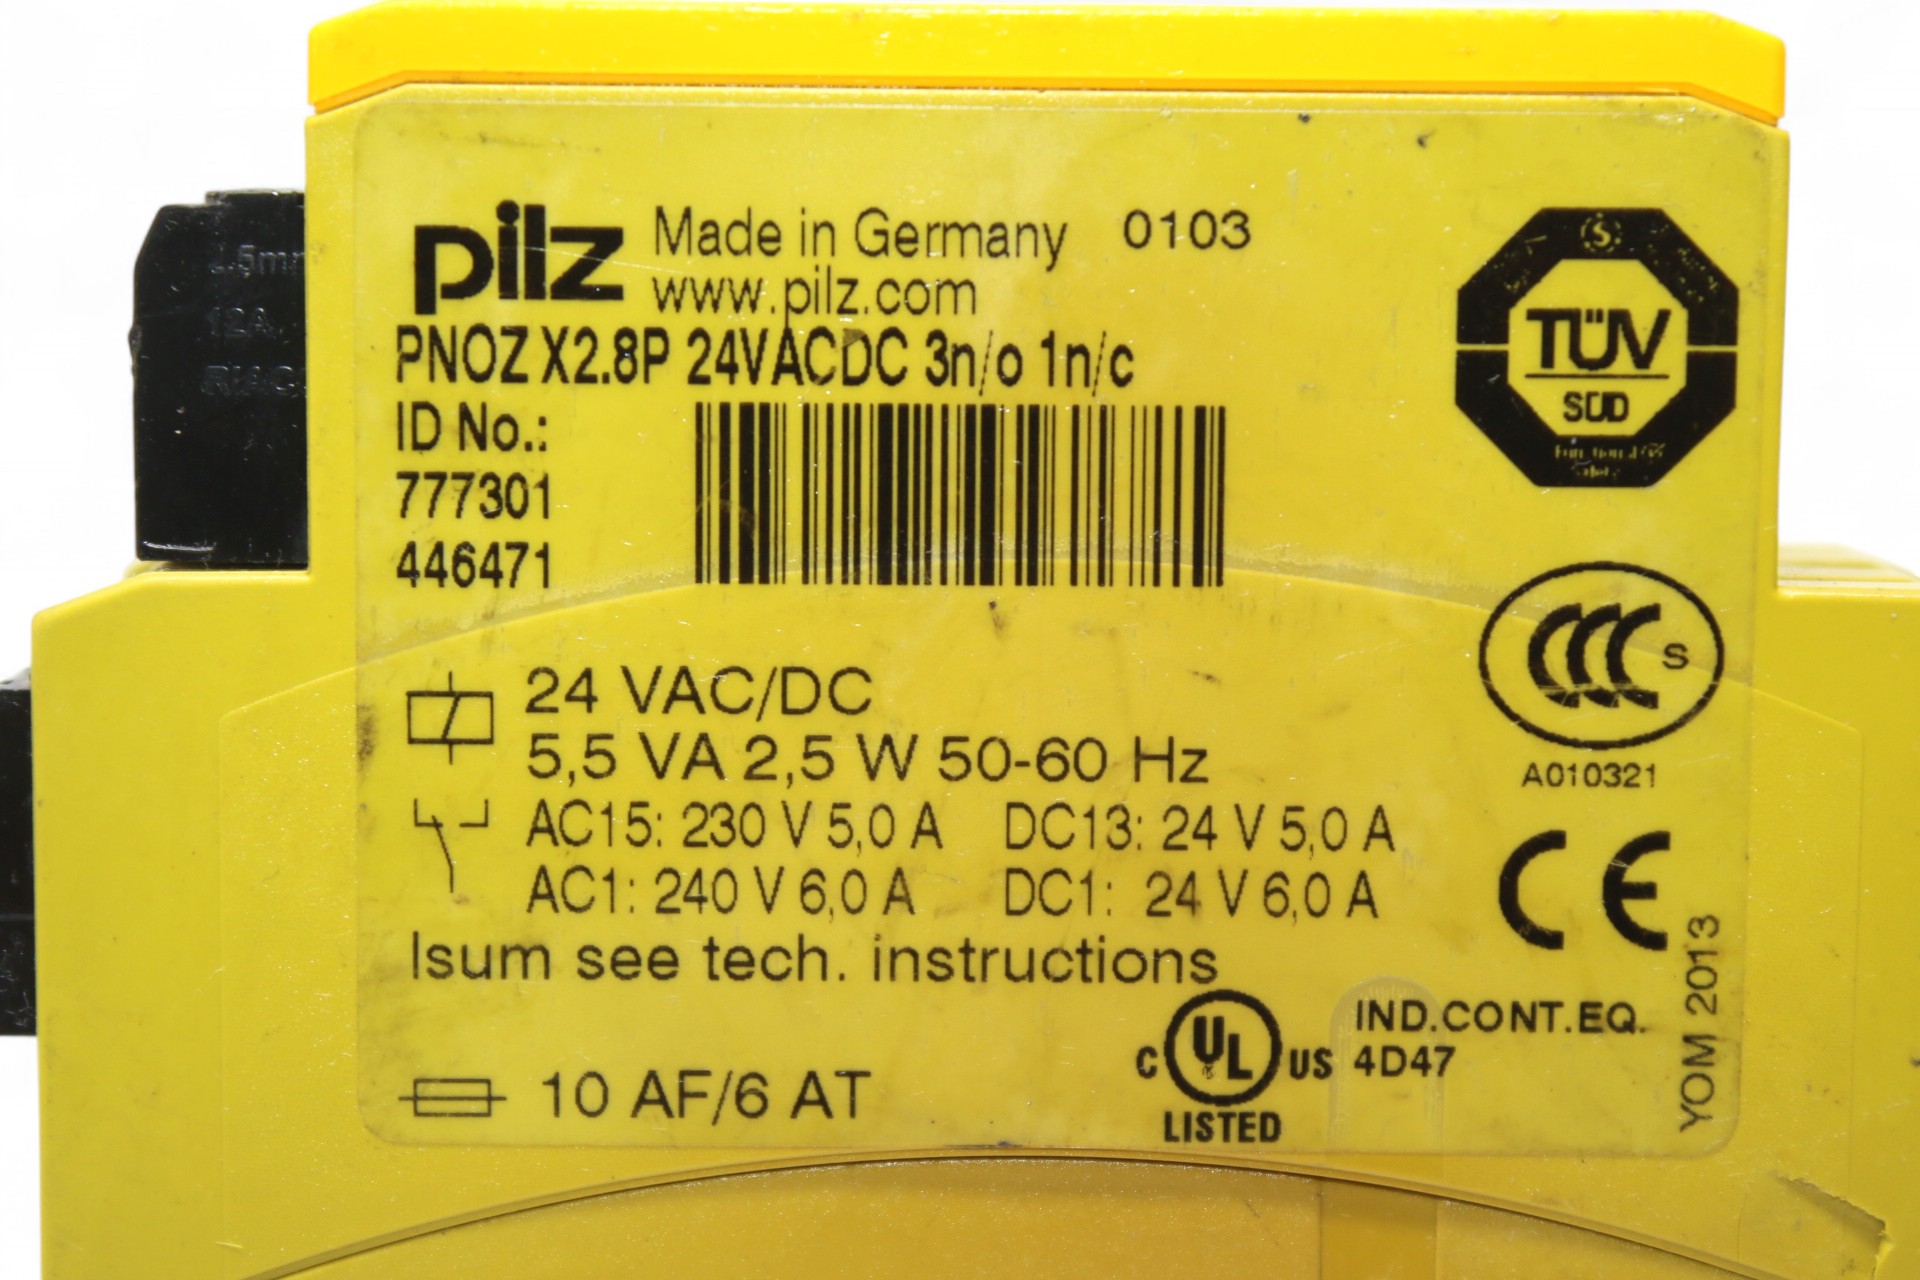 pilz Made in Germany 0103
www.pilz.com
PNOZ X2.8P 24VACDC 3n/o 1n/c
ID No.:
777301
446471
TÜV
SÜD
CCC S
A010321
24 VAC/DC
5,5 VA 2,5 W 50-60 Hz
AC15: 230 V 5,0 A DC13: 24 V 5,0 A
AC1: 240 V 6,0 A DC1: 24 V 6,0 A
Isum see tech. instructions
CE
YOM 2013
10 AF/6 AT
C UL US
LISTED
IND.CONT.EQ.
4D47
12A